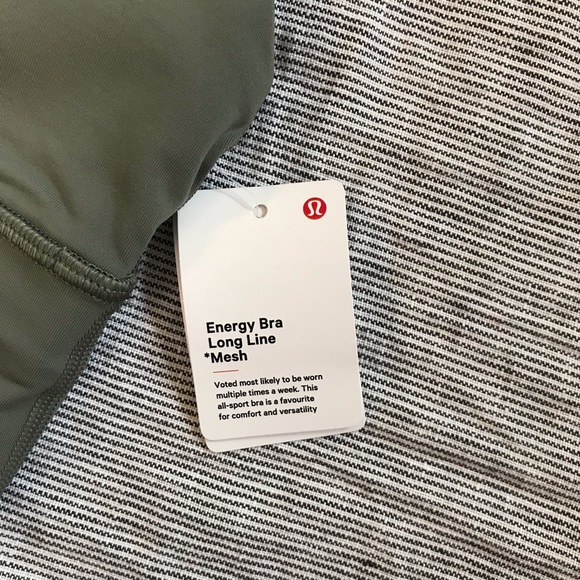 Energy Bra
Long Line
*Mesh
Voted most likely to be worn
multiple times a week. This
all-sport bra is a favourite
for comfort and versatility